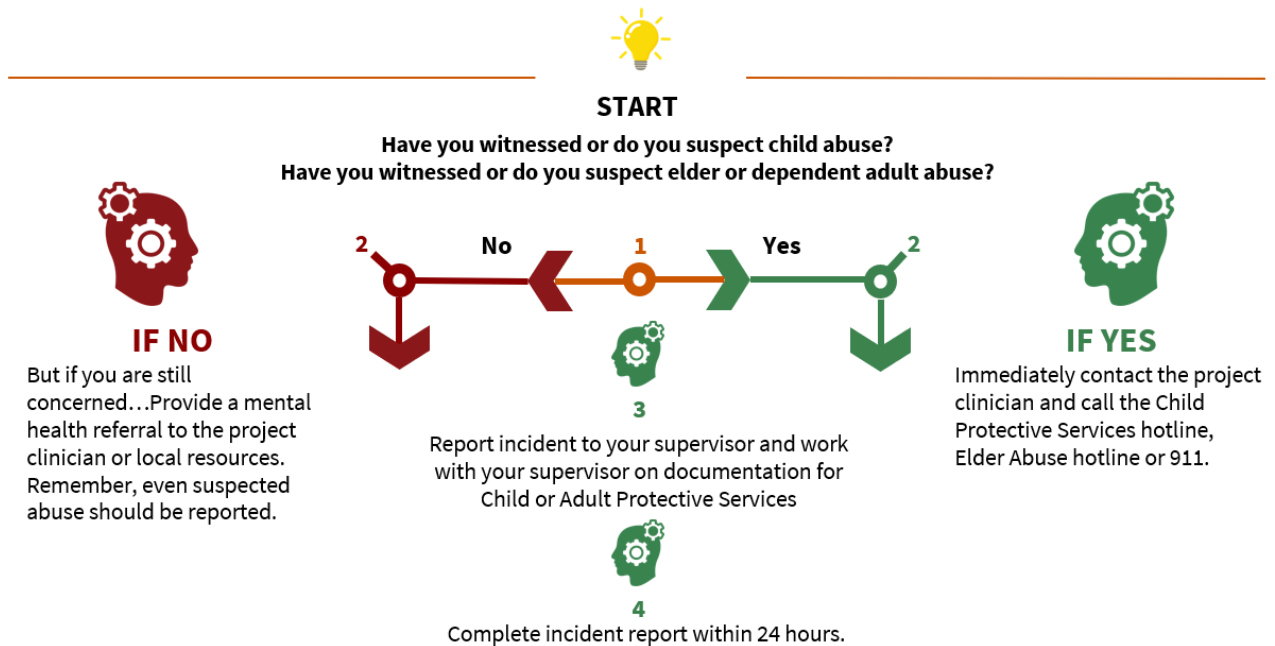 START
Have you witnessed or do you suspect child abuse?
Have you witnessed or do you suspect elder or dependent adult abuse?
2
No
1
Yes
2
IF NO
But if you are still
concerned…Provide a mental
health referral to the project
clinician or local resources.
Remember, even suspected
abuse should be reported.
IF YES
Immediately contact the project
clinician and call the Child
Protective Services hotline,
Elder Abuse hotline or 911.
3
Report incident to your supervisor and work
with your supervisor on documentation for
Child or Adult Protective Services
4
Complete incident report within 24 hours.